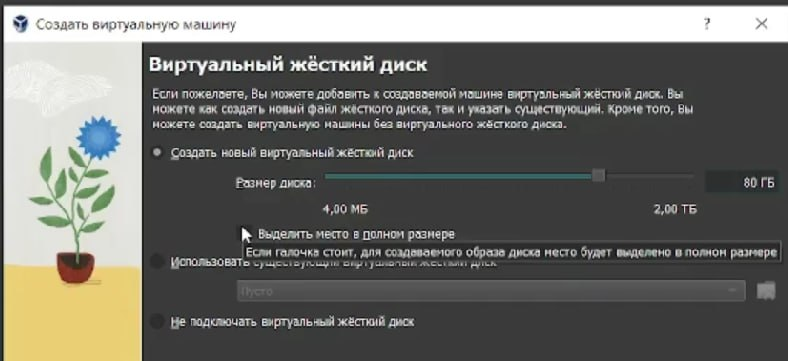 Создать виртуальную машину
?
Виртуальный жёсткий диск
Если пожелаете, Вы можете добавить к создаваемой машине виртуальный жёсткий диск. Вы
можете как создать новый файл жёсткого диска, так и указать существующий. Кроме того, Вы
можете создать виртуальную машины без виртуального жёсткого диска.
Создать новый виртуальный жёсткий диск
Размер диска: 80 ГБ
4,00 МБ 2,00 ТБ
Выделить место в полном размере
Если галочка стоит, для создаваемого образа диска место будет выделено в полном размере
Использовать существующий виртуальный жёсткий диск
Пусто
Не подключать виртуальный жёсткий диск